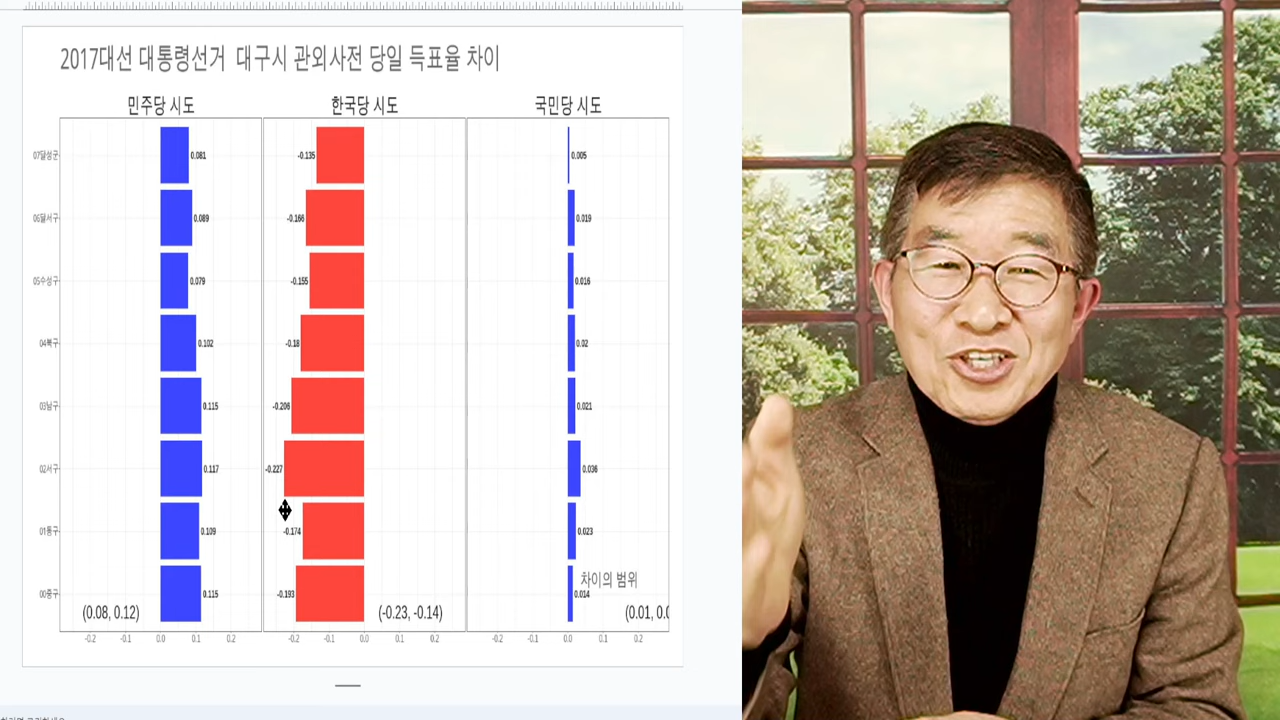 2017대선 대통령선거 대구시 관외사전 당일 득표율 차이
민주당 시도
한국당 시도
국민당 시도
07달성군
0.081
-0.135
0.005
06달서구
0.089
-0.166
0.019
05수성구
0.079
-0.155
0.016
04북구
0.102
-0.18
0.02
03남구
0.115
-0.206
0.021
02서구
0.117
-0.227
0.036
01동구
0.109
-0.174
0.023
차이의 범위
00중구
0.115
-0.193
0.014
(0.08, 0.12)
(-0.23, -0.14)
(0.01, 0.0
-0.2 -0.1 0.0 0.1 0.2
-0.2 -0.1 0.0 0.1 0.2
-0.2 -0.1 0.0 0.1 0.2